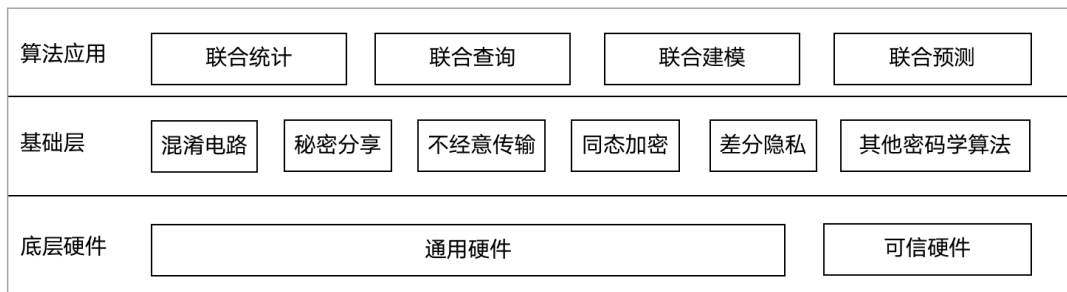 算法应用 联合统计 联合查询 联合建模 联合预测
基础层 混淆电路 秘密分享 不经意传输 同态加密 差分隐私 其他密码学算法
底层硬件 通用硬件 可信硬件